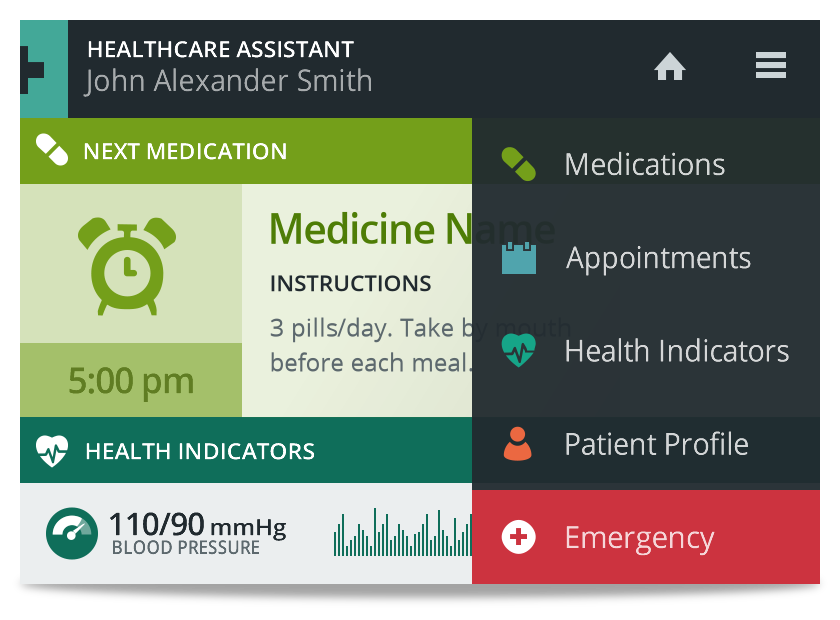 HEALTHCARE ASSISTANT
John Alexander Smith
NEXT MEDICATION
Medicine Name
INSTRUCTIONS
3 pills/day. Take by mouth
before each meal.
5:00 pm
HEALTH INDICATORS
110/90 mmHg
BLOOD PRESSURE
Medications
Appointments
Health Indicators
Patient Profile
Emergency